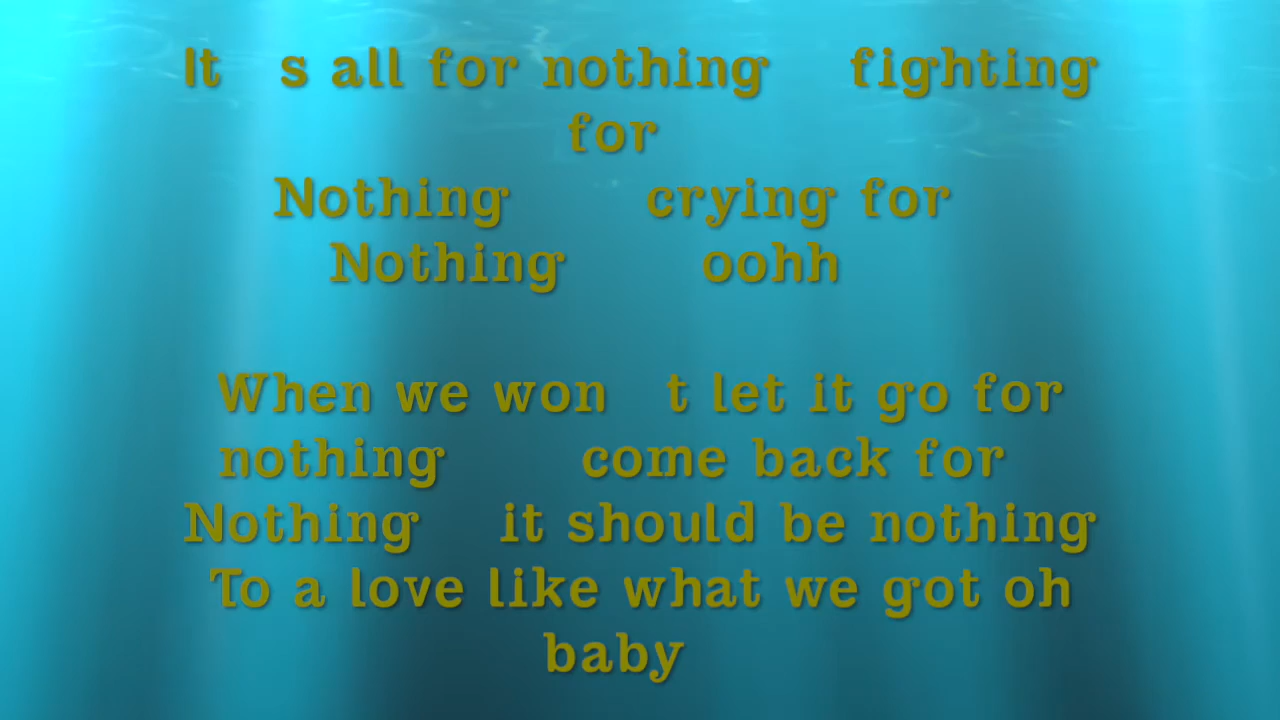 It s all for nothing fighting
for
Nothing crying for
Nothing oohh
When we won t let it go for
nothing come back for
Nothing it should be nothing
To a love like what we got oh
baby